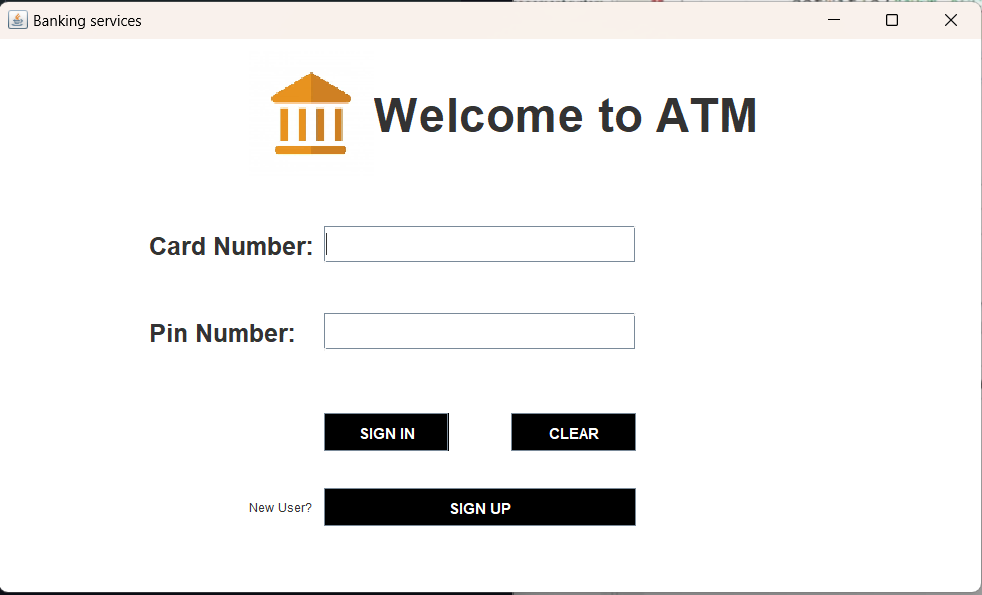 Banking services
Welcome to ATM
Card Number:
Pin Number:
SIGN IN CLEAR
New User? SIGN UP